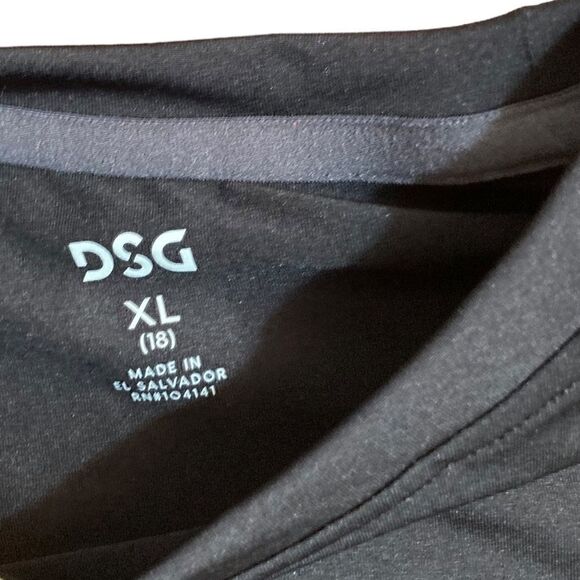 DSG
XL
(18)
MADE IN
EL SALVADOR
RN#104141